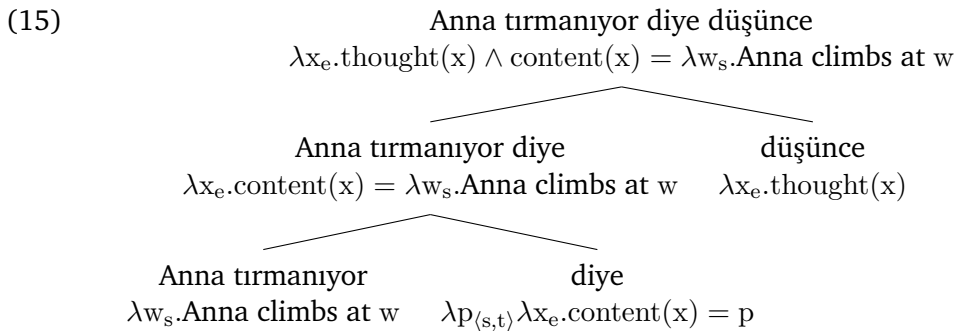 (15) Anna tırmanıyor diye düşünce
λxₑ.thought(x) ∧ content(x) = λwₛ.Anna climbs at w
Anna tırmanıyor diye düşünce
λxₑ.content(x) = λwₛ.Anna climbs at w λxₑ.thought(x)
Anna tırmanıyor diye
λwₛ.Anna climbs at w λp⟨s,t⟩λxₑ.content(x) = p